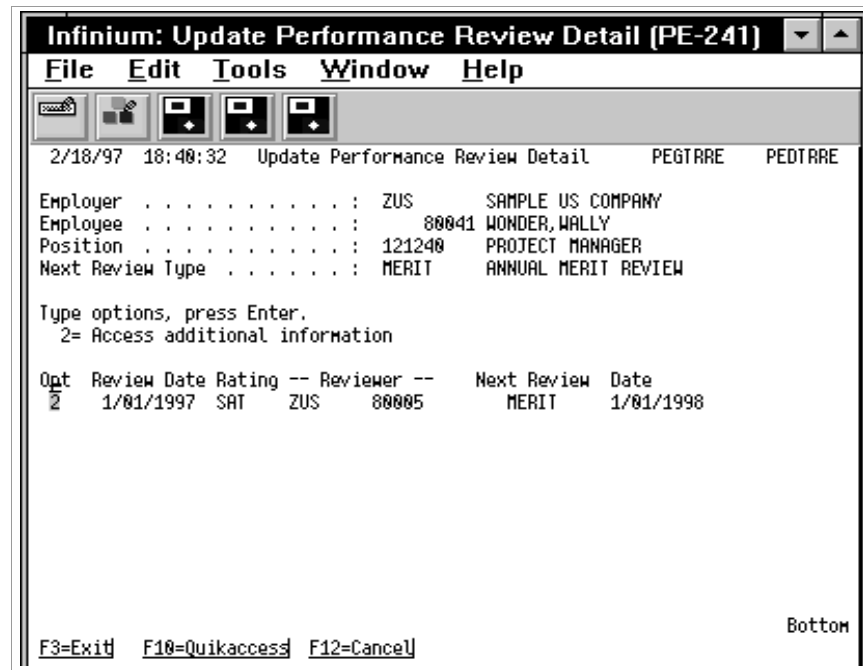 Infinium: Update Performance Review Detail (PE-241)
File Edit Tools Window Help
2/18/97 18:40:32 Update Performance Review Detail PEGTRRE PEDTRRE
Employer . . . . . . . . . . . : ZUS SAMPLE US COMPANY
Employee . . . . . . . . . . . : 80041 WONDER,WALLY
Position . . . . . . . . . . . : 121240 PROJECT MANAGER
Next Review Type . . . . . . : MERIT ANNUAL MERIT REVIEW
Type options, press Enter.
2= Access additional information
Opt Review Date Rating -- Reviewer -- Next Review Date
2 1/01/1997 SAT ZUS 80005 MERIT 1/01/1998
Bottom
F3=Exit F10=Quikaccess F12=Cancel